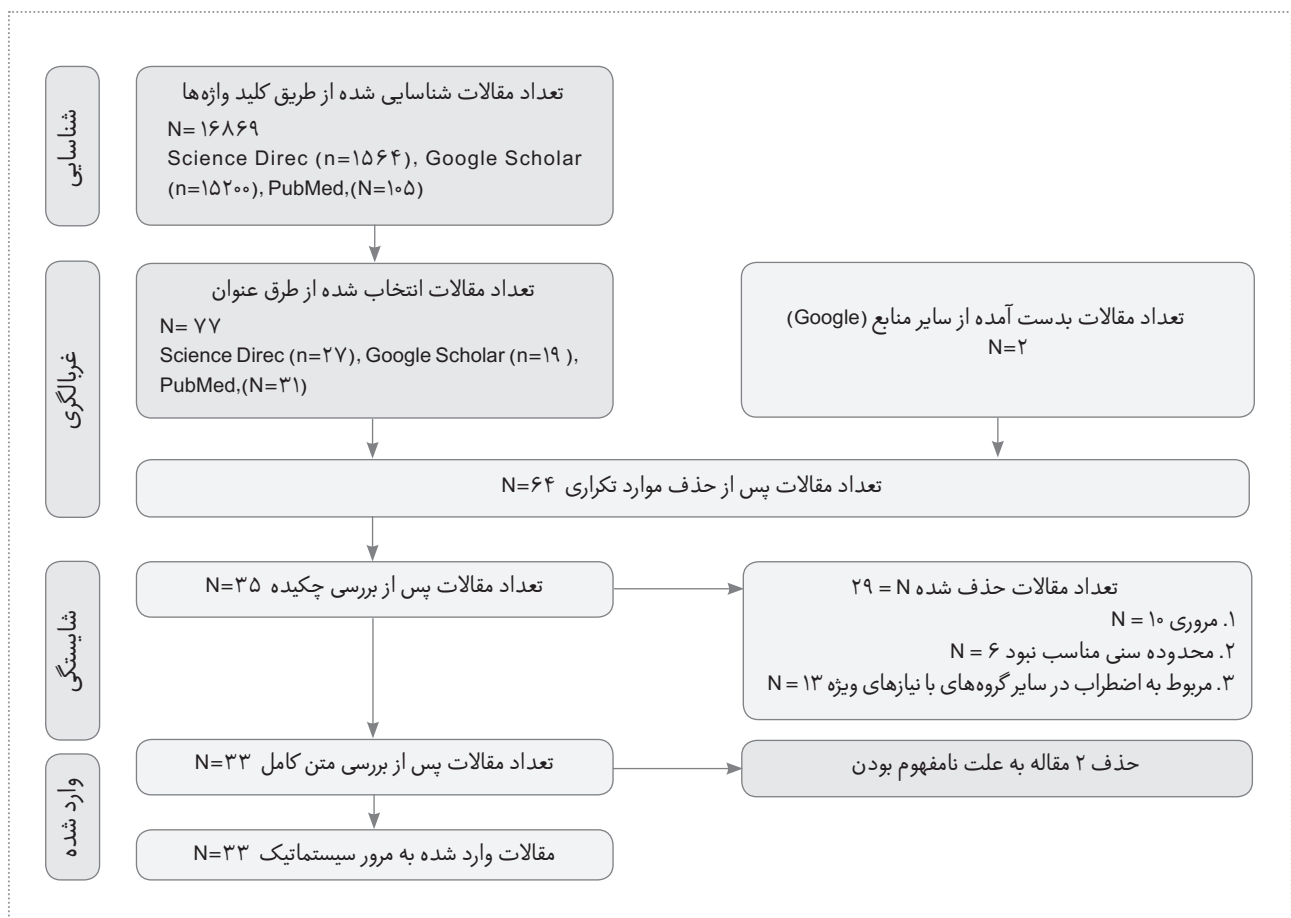 شناسایی
تعداد مقالات شناسایی شده از طریق کلید واژه‌ها
N= ۱۶۸۶۹
Science Direc (n=۱۵۶۴), Google Scholar
(n=۱۵۲۰۰), PubMed,(N=۱۰۵)
غربالگری
تعداد مقالات انتخاب شده از طرق عنوان
N= ۷۷
Science Direc (n=۲۷), Google Scholar (n=۱۹ ),
PubMed,(N=۳۱)
تعداد مقالات بدست آمده از سایر منابع (Google)
N=۲
تعداد مقالات پس از حذف موارد تکراری N=۶۴
شایستگی
تعداد مقالات پس از بررسی چکیده N=۳۵
تعداد مقالات حذف شده N = ۲۹
۱. مروری N = ۱۰
۲. محدوده سنی مناسب نبود N = ۶
۳. مربوط به اضطراب در سایر گروه‌های با نیازهای ویژه N = ۱۳
وارد شده
تعداد مقالات پس از بررسی متن کامل N=۳۳
حذف ۲ مقاله به علت نامفهوم بودن
مقالات وارد شده به مرور سیستماتیک N=۳۳